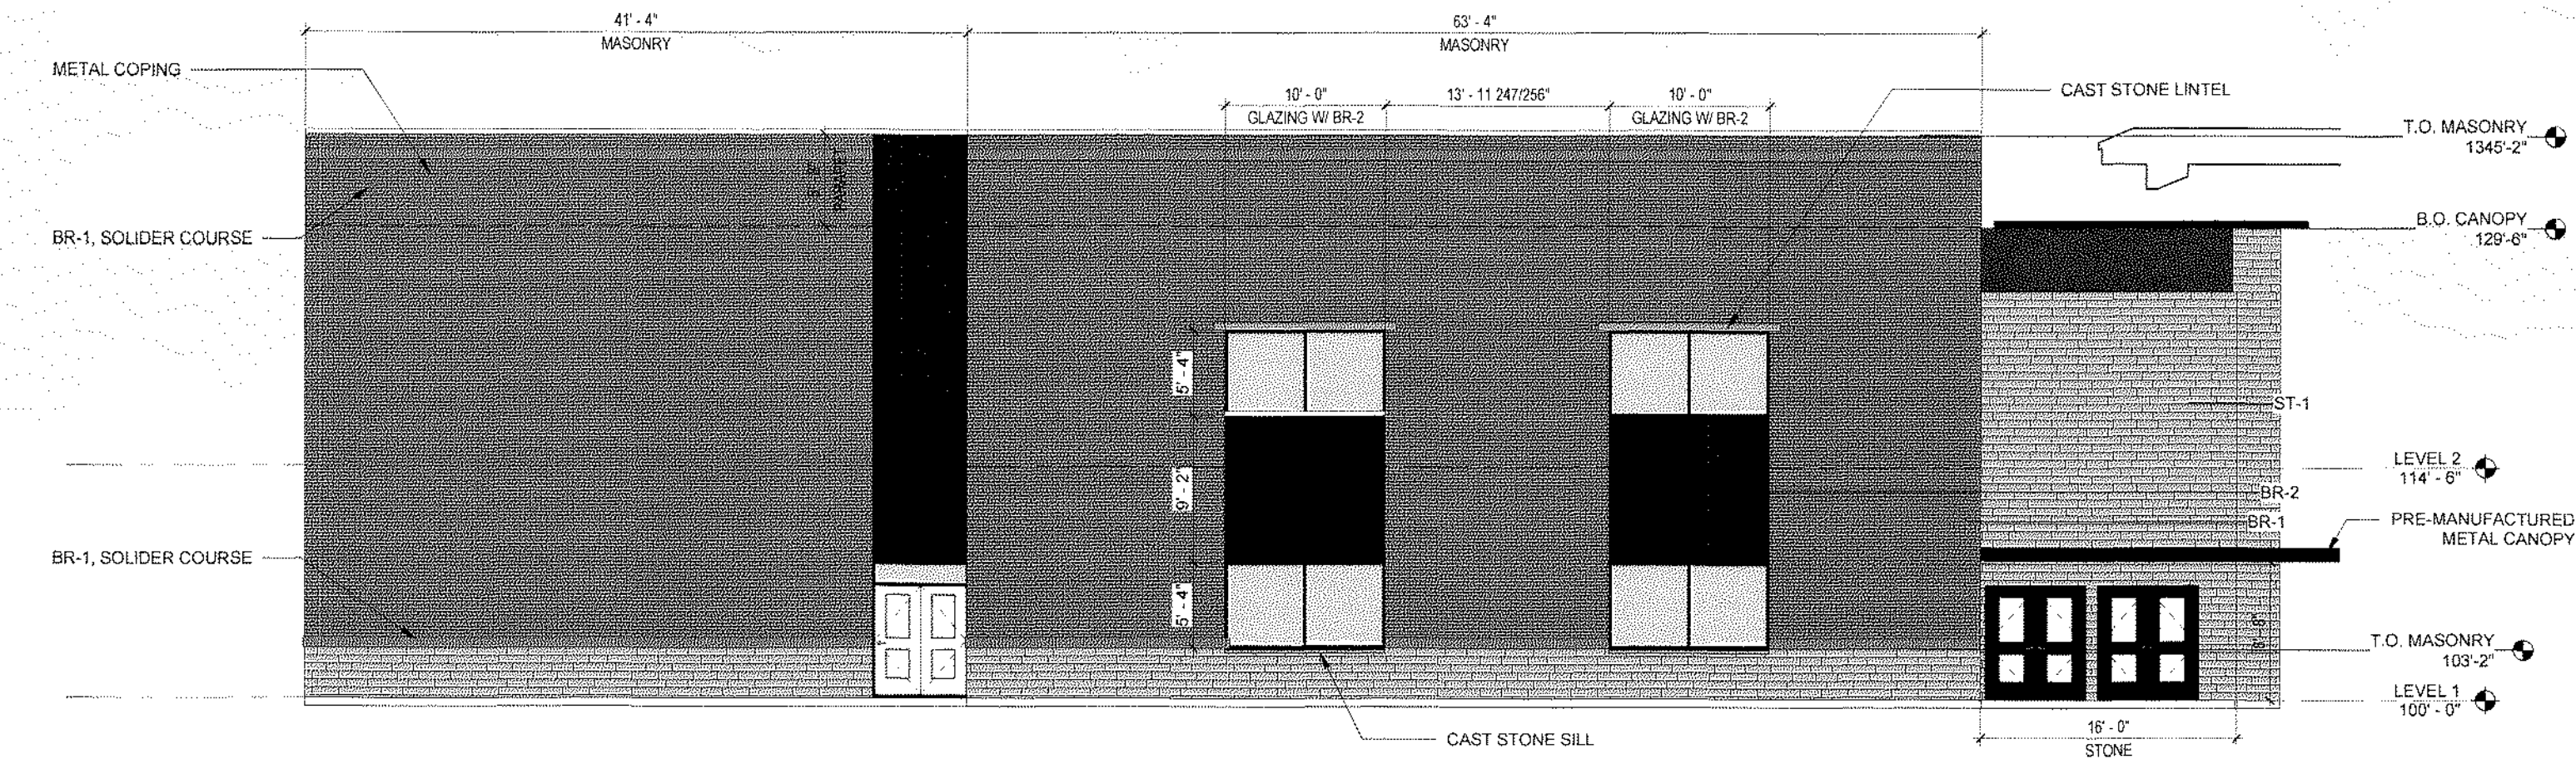 41' - 4"
MASONRY
63' - 4"
MASONRY
METAL COPING
10' - 0"
GLAZING W/ BR-2
13' - 11 247/256"
10' - 0"
GLAZING W/ BR-2
CAST STONE LINTEL
T.O. MASONRY
1345'-2"
PARAPET
BR-1, SOLIDER COURSE
B.O. CANOPY
129'-6"
5' - 4"
ST-1
LEVEL 2
114' - 6"
9' - 2"
BR-2
BR-1
PRE-MANUFACTURED
METAL CANOPY
BR-1, SOLIDER COURSE
5' - 4"
8' - 8"
T.O. MASONRY
103'-2"
LEVEL 1
100' - 0"
CAST STONE SILL
16' - 0"
STONE